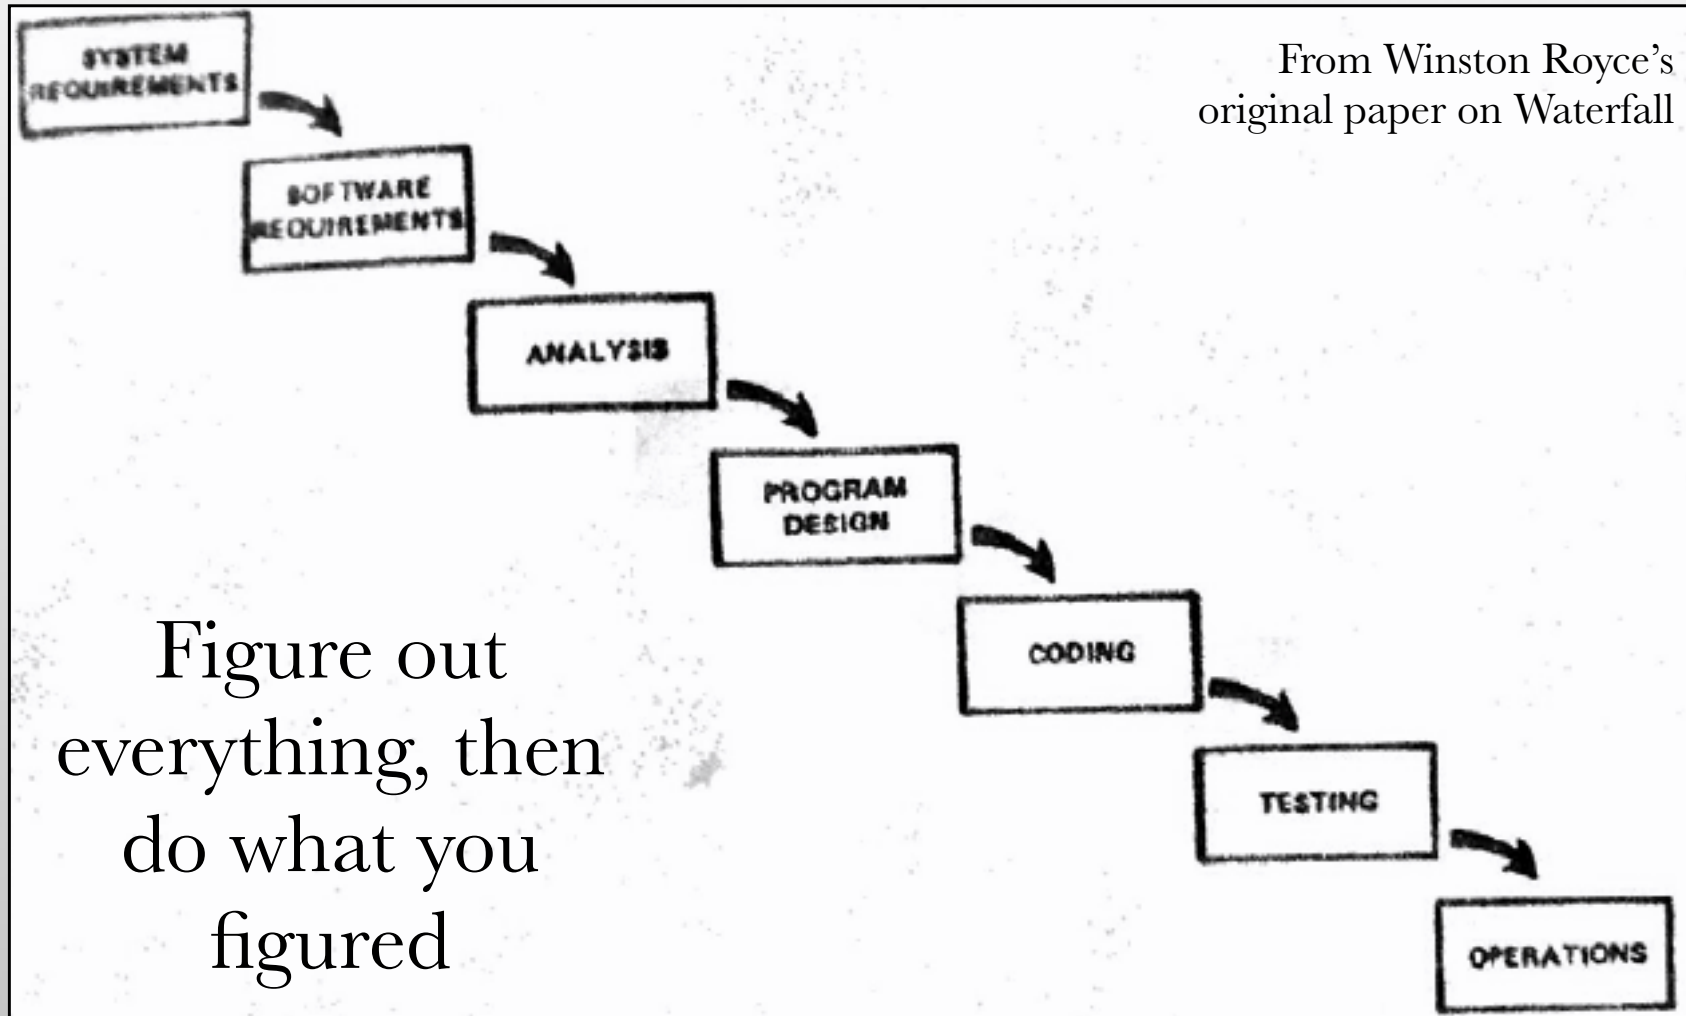 SYSTEM
REQUIREMENTS
From Winston Royce’s
original paper on Waterfall
SOFTWARE
REQUIREMENTS
ANALYSIS
PROGRAM
DESIGN
CODING
TESTING
OPERATIONS
Figure out
everything, then
do what you
figured